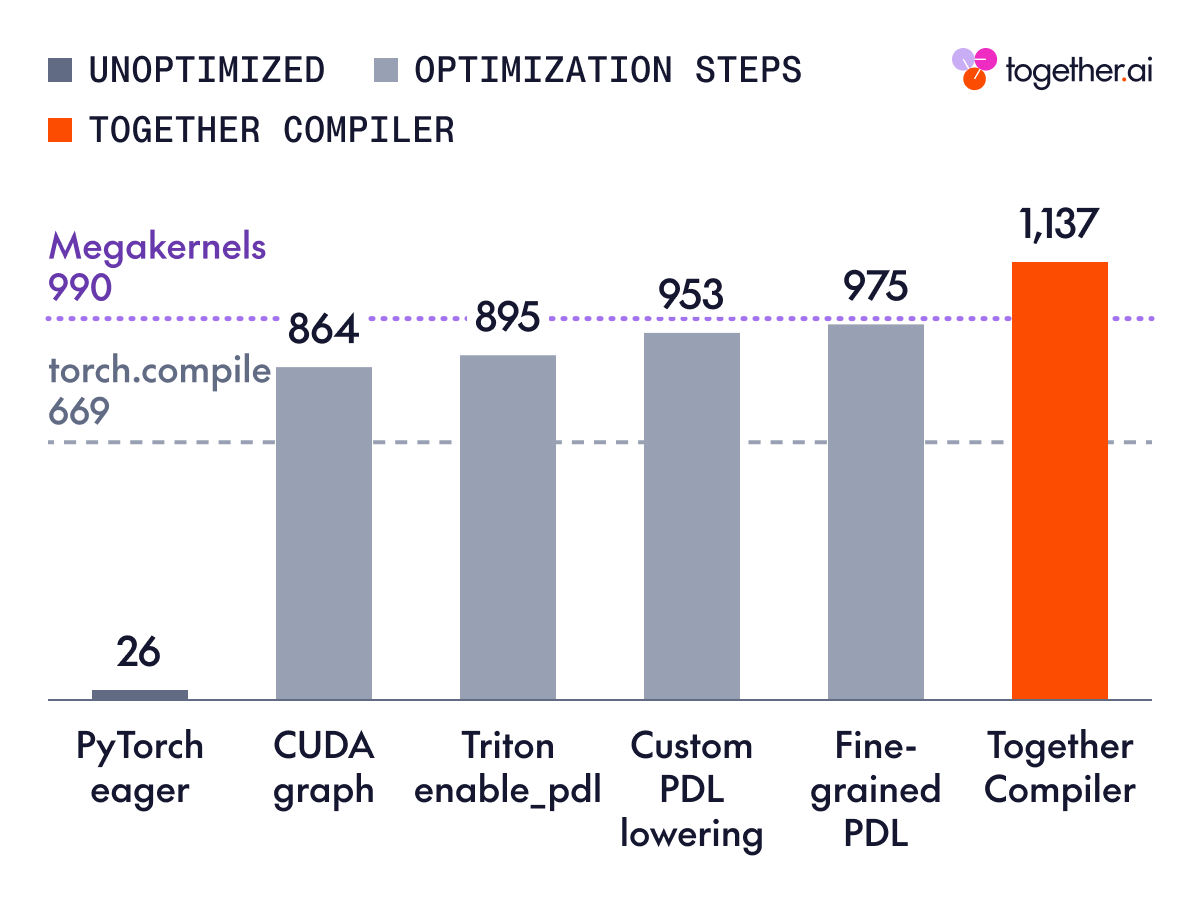 UNOPTIMIZED
OPTIMIZATION STEPS
together.ai
TOGETHER COMPILER
1,137
Megakernels
990
864
895
953
975
torch.compile
669
26
PyTorch
eager
CUDA
graph
Triton
enable_pdl
Custom
PDL
lowering
Fine-
grained
PDL
Together
Compiler